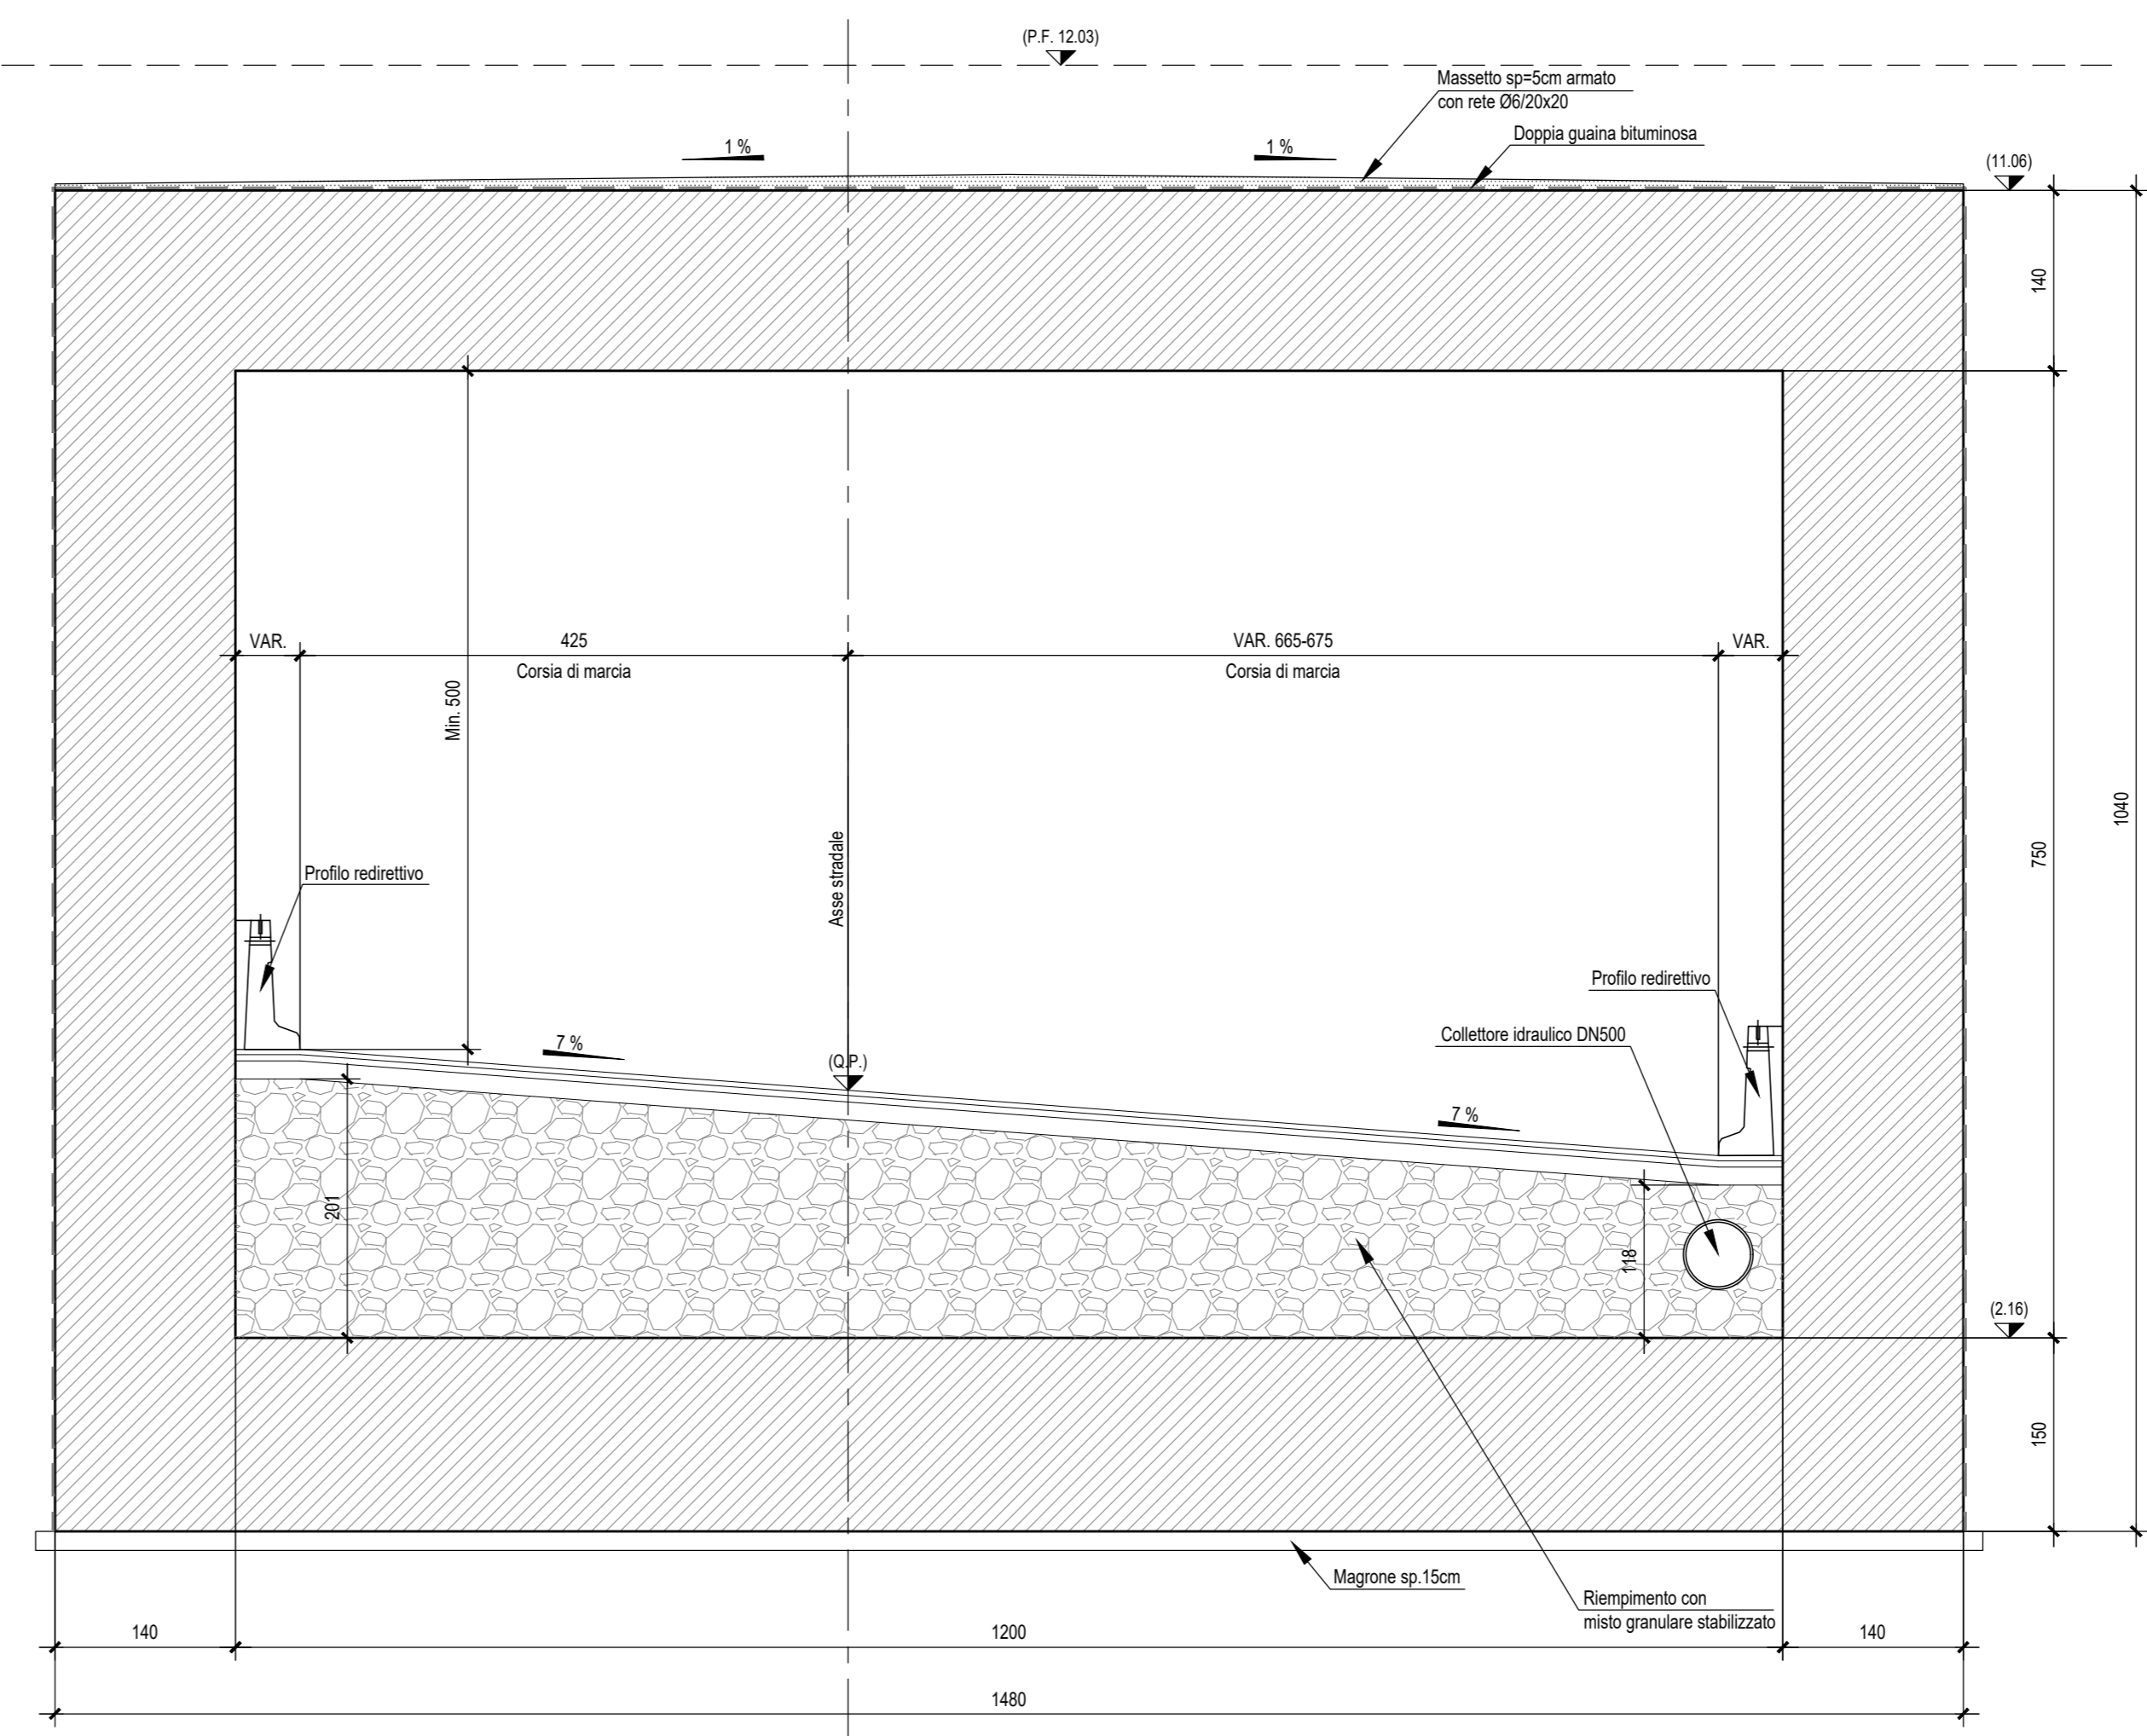 (P.F. 12.03)
Massetto sp=5cm armato
con rete Ø6/20x20
Doppia guaina bituminosa
1 %
1 %
(11.06)
140
VAR.
425
VAR. 665-675
VAR.
Corsia di marcia
Corsia di marcia
Min. 500
1040
750
Asse stradale
Profilo redirettivo
Profilo redirettivo
Collettore idraulico DN500
7 %
(Q.P.)
7 %
201
118
(2.16)
150
Magrone sp.15cm
Riempimento con
misto granulare stabilizzato
140
1200
140
1480